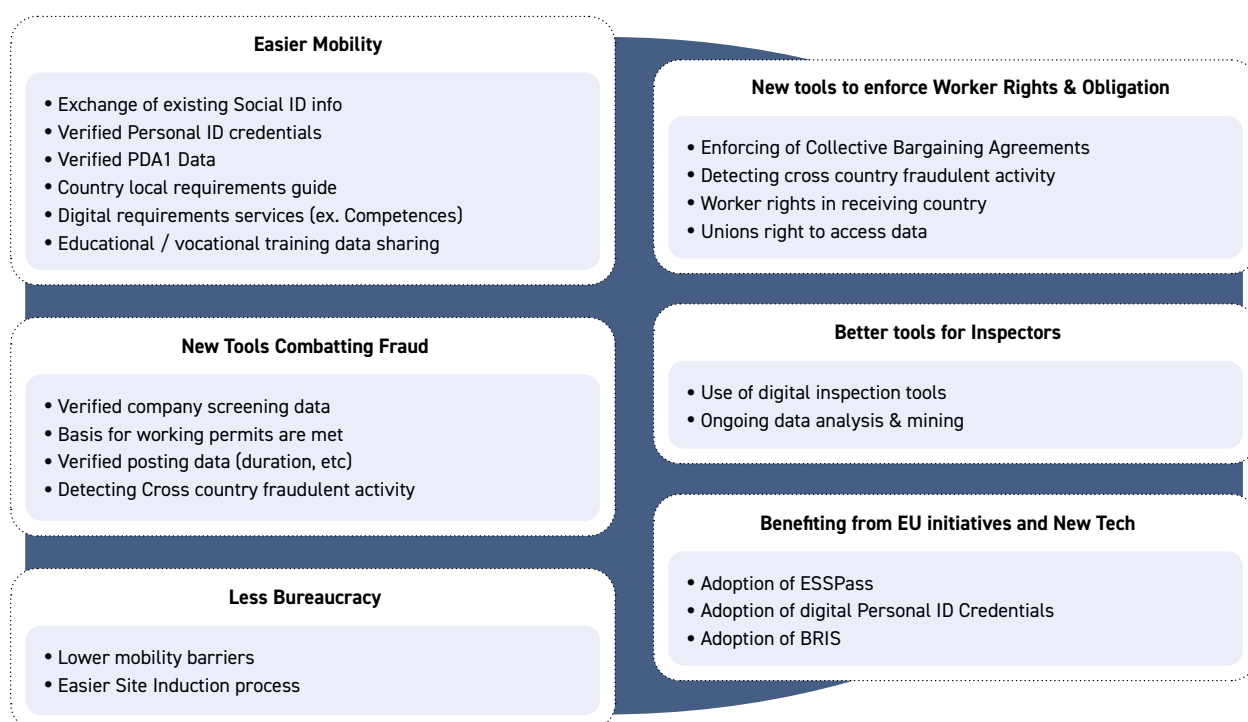 Easier Mobility
• Exchange of existing Social ID info
• Verified Personal ID credentials
• Verified PDA1 Data
• Country local requirements guide
• Digital requirements services (ex. Competences)
• Educational / vocational training data sharing
New Tools Combatting Fraud
• Verified company screening data
• Basis for working permits are met
• Verified posting data (duration, etc)
• Detecting Cross country fraudulent activity
Less Bureaucracy
• Lower mobility barriers
• Easier Site Induction process
New tools to enforce Worker Rights & Obligation
• Enforcing of Collective Bargaining Agreements
• Detecting cross country fraudulent activity
• Worker rights in receiving country
• Unions right to access data
Better tools for Inspectors
• Use of digital inspection tools
• Ongoing data analysis & mining
Benefiting from EU initiatives and New Tech
• Adoption of ESSPass
• Adoption of digital Personal ID Credentials
• Adoption of BRIS